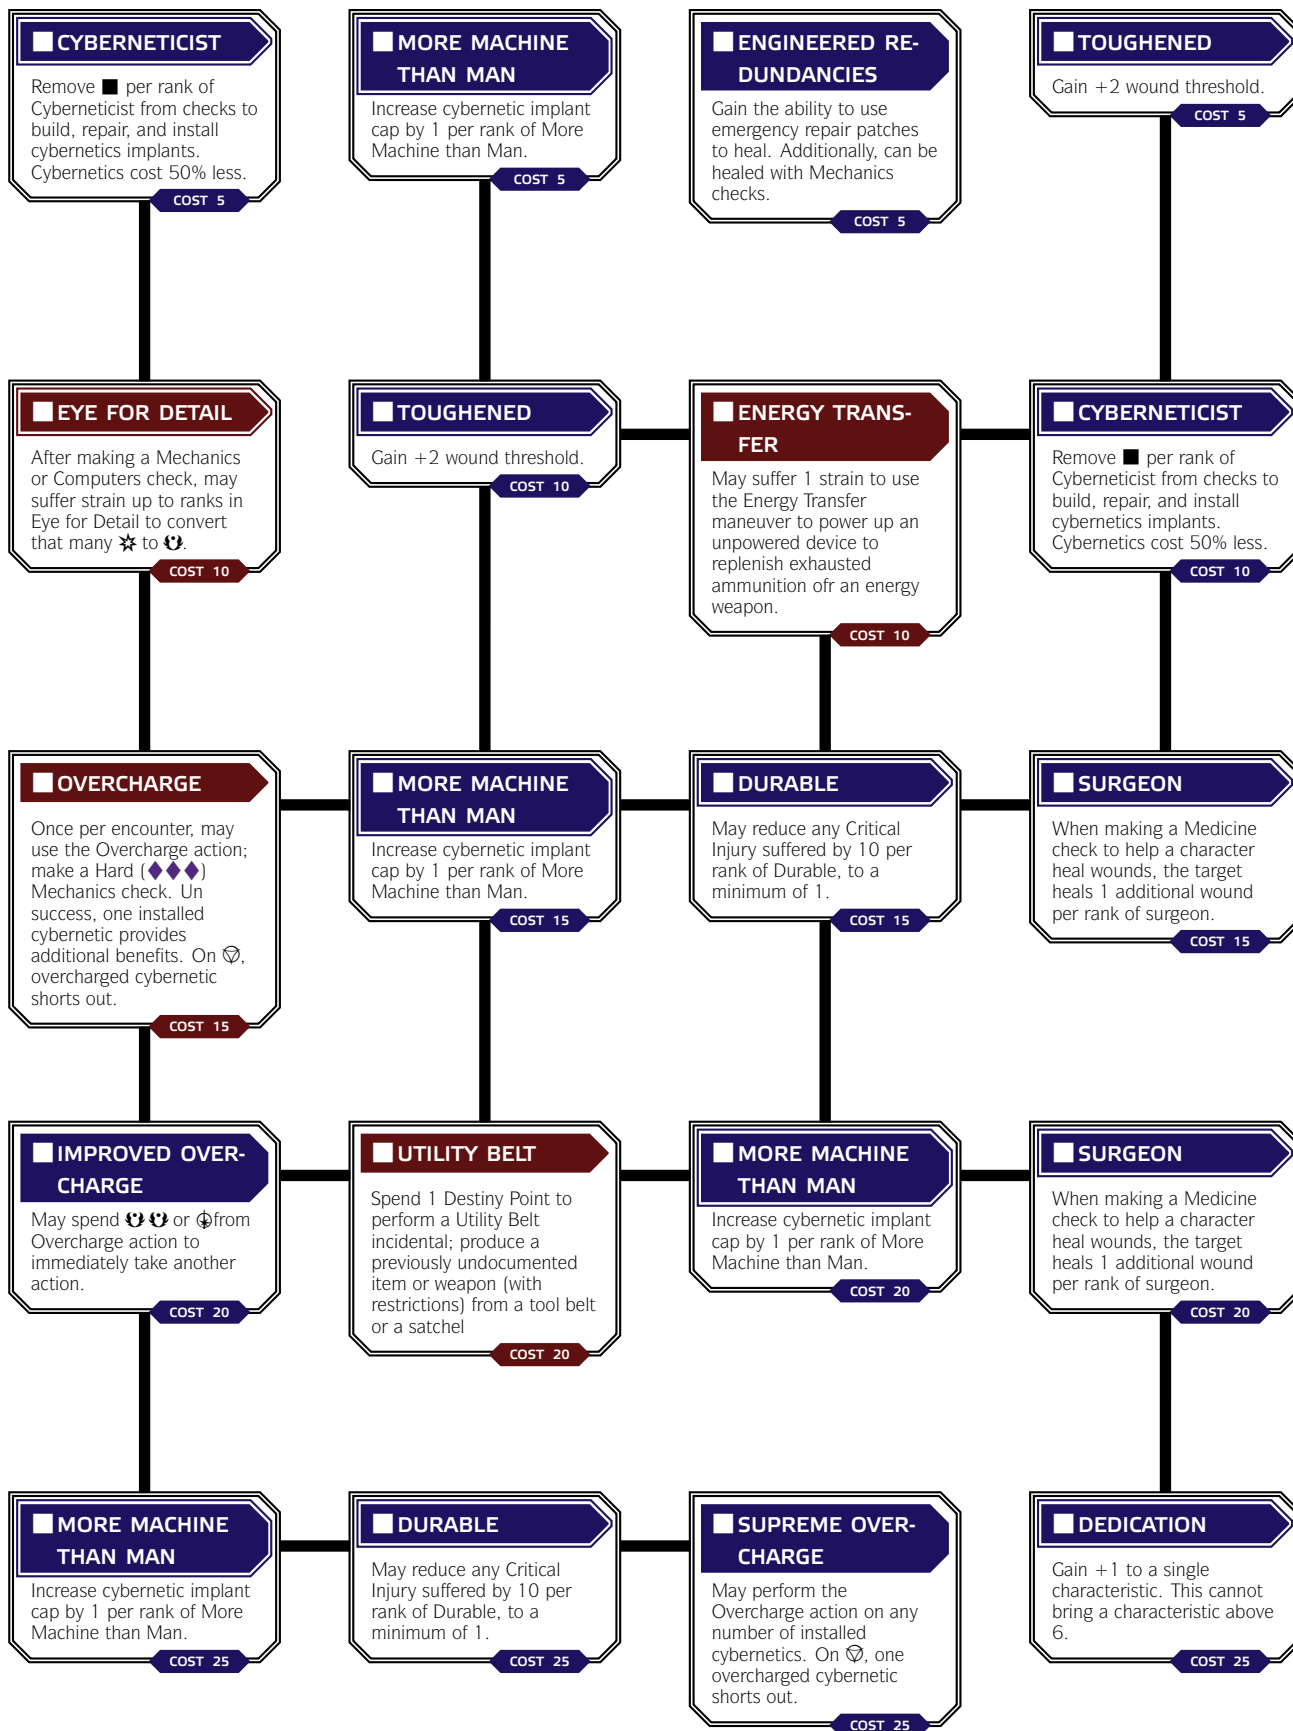 CYBERNETICIST
Remove ■ per rank of
Cyberneticist from checks to
build, repair, and install
cybernetics implants.
Cybernetics cost 50% less.
COST 5
MORE MACHINE
THAN MAN
Increase cybernetic implant
cap by 1 per rank of More
Machine than Man.
COST 5
ENGINEERED RE-
DUNDANCIES
Gain the ability to use
emergency repair patches
to heal. Additionally, can be
healed with Mechanics
checks.
COST 5
TOUGHENED
Gain +2 wound threshold.
COST 5
EYE FOR DETAIL
After making a Mechanics
or Computers check, may
suffer strain up to ranks in
Eye for Detail to convert
that many to .
COST 10
TOUGHENED
Gain +2 wound threshold.
COST 10
ENERGY TRANS-
FER
May suffer 1 strain to use
the Energy Transfer
maneuver to power up an
unpowered device to
replenish exhausted
ammunition ofr an energy
weapon.
COST 10
CYBERNETICIST
Remove ■ per rank of
Cyberneticist from checks to
build, repair, and install
cybernetics implants.
Cybernetics cost 50% less.
COST 10
OVERCHARGE
Once per encounter, may
use the Overcharge action;
make a Hard (◆◆◆)
Mechanics check. Un
success, one installed
cybernetic provides
additional benefits. On ,
overcharged cybernetic
shorts out.
COST 15
MORE MACHINE
THAN MAN
Increase cybernetic implant
cap by 1 per rank of More
Machine than Man.
COST 15
DURABLE
May reduce any Critical
Injury suffered by 10 per
rank of Durable, to a
minimum of 1.
COST 15
SURGEON
When making a Medicine
check to help a character
heal wounds, the target
heals 1 additional wound
per rank of surgeon.
COST 15
IMPROVED OVER-
CHARGE
May spend or from
Overcharge action to
immediately take another
action.
COST 20
UTILITY BELT
Spend 1 Destiny Point to
perform a Utility Belt
incidental; produce a
previously undocumented
item or weapon (with
restrictions) from a tool belt
or a satchel
COST 20
MORE MACHINE
THAN MAN
Increase cybernetic implant
cap by 1 per rank of More
Machine than Man.
COST 20
SURGEON
When making a Medicine
check to help a character
heal wounds, the target
heals 1 additional wound
per rank of surgeon.
COST 20
MORE MACHINE
THAN MAN
Increase cybernetic implant
cap by 1 per rank of More
Machine than Man.
COST 25
DURABLE
May reduce any Critical
Injury suffered by 10 per
rank of Durable, to a
minimum of 1.
COST 25
SUPREME OVER-
CHARGE
May perform the
Overcharge action on any
number of installed
cybernetics. On , one
overcharged cybernetic
shorts out.
COST 25
DEDICATION
Gain +1 to a single
characteristic. This cannot
bring a characteristic above
6.
COST 25